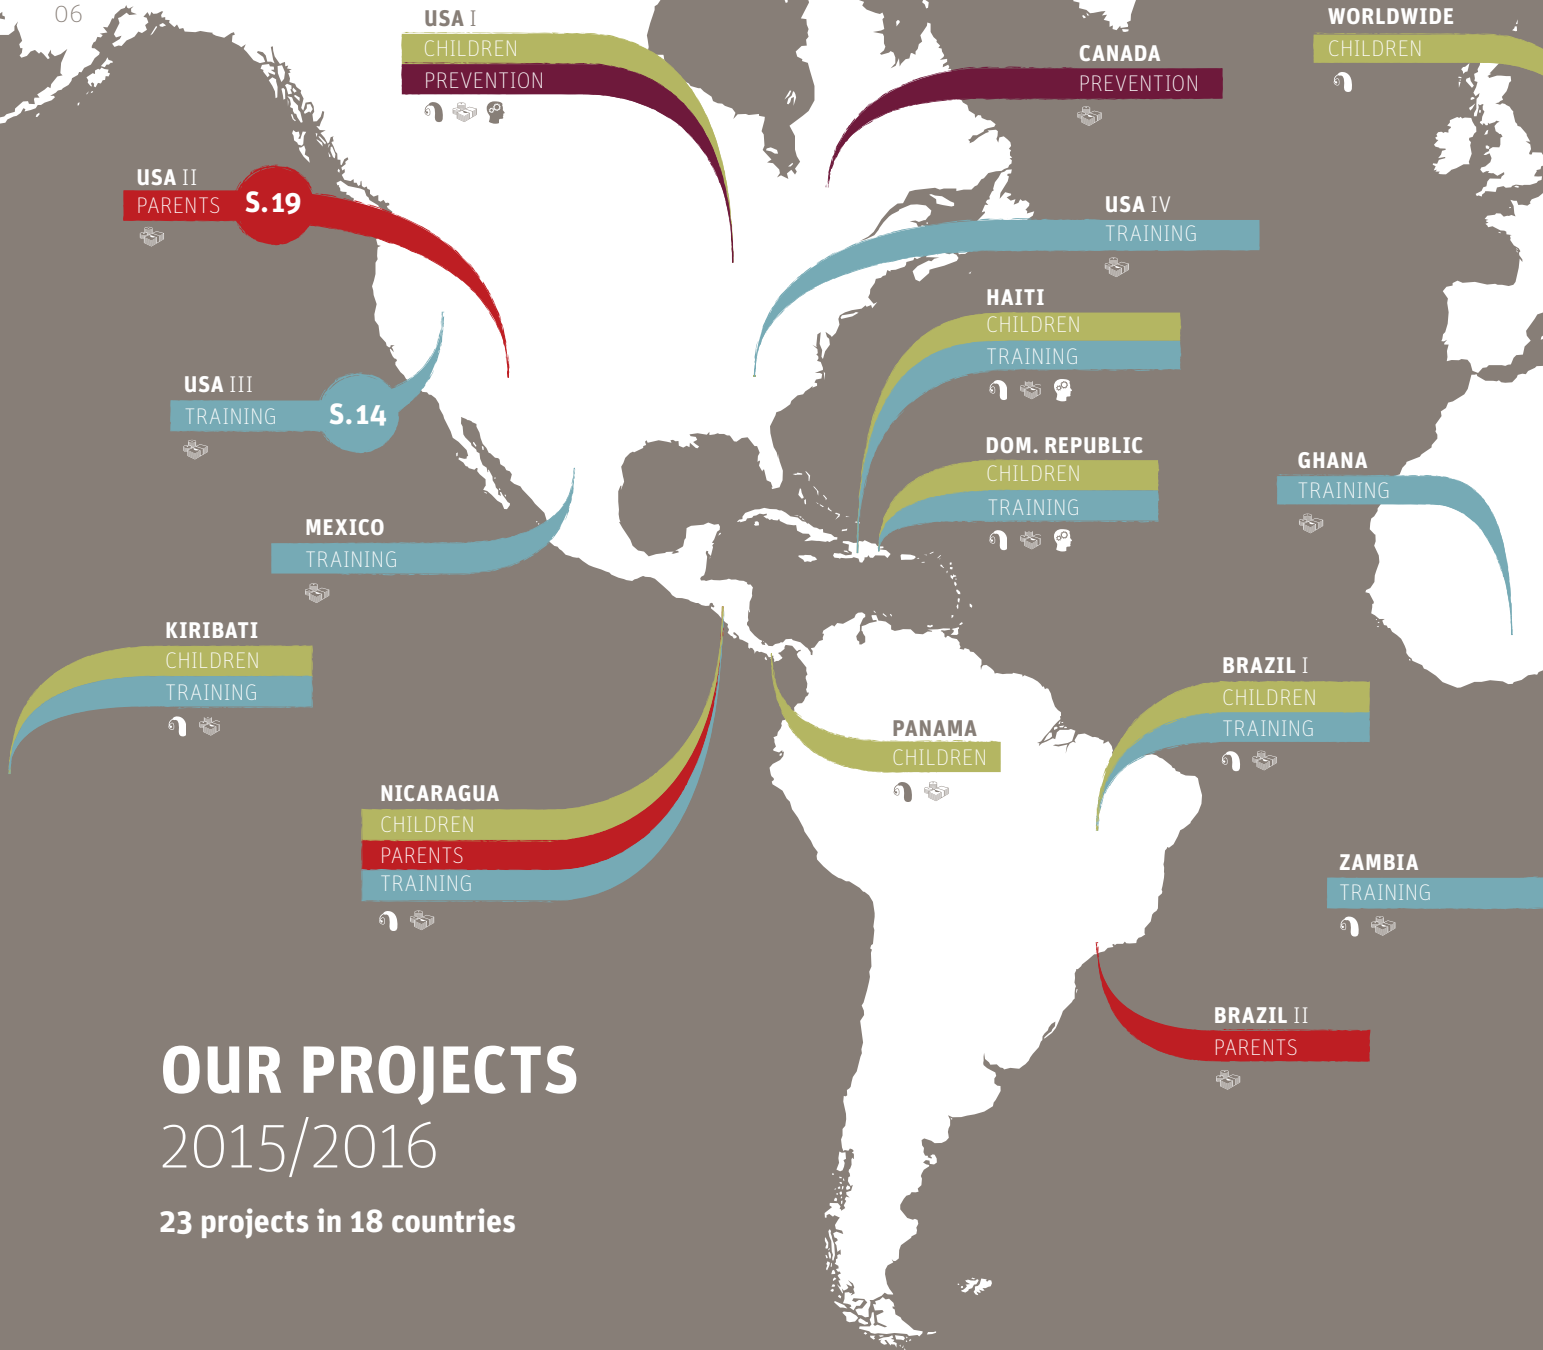 06
USA I
CHILDREN
PREVENTION
CANADA
PREVENTION
WORLDWIDE
CHILDREN
USA II
PARENTS
S.19
USA IV
TRAINING
HAITI
CHILDREN
TRAINING
USA III
TRAINING
S.14
DOM. REPUBLIC
CHILDREN
TRAINING
GHANA
TRAINING
MEXICO
TRAINING
KIRIBATI
CHILDREN
TRAINING
BRAZIL I
CHILDREN
TRAINING
PANAMA
CHILDREN
NICARAGUA
CHILDREN
PARENTS
TRAINING
ZAMBIA
TRAINING
BRAZIL II
PARENTS
OUR PROJECTS
2015/2016
23 projects in 18 countries